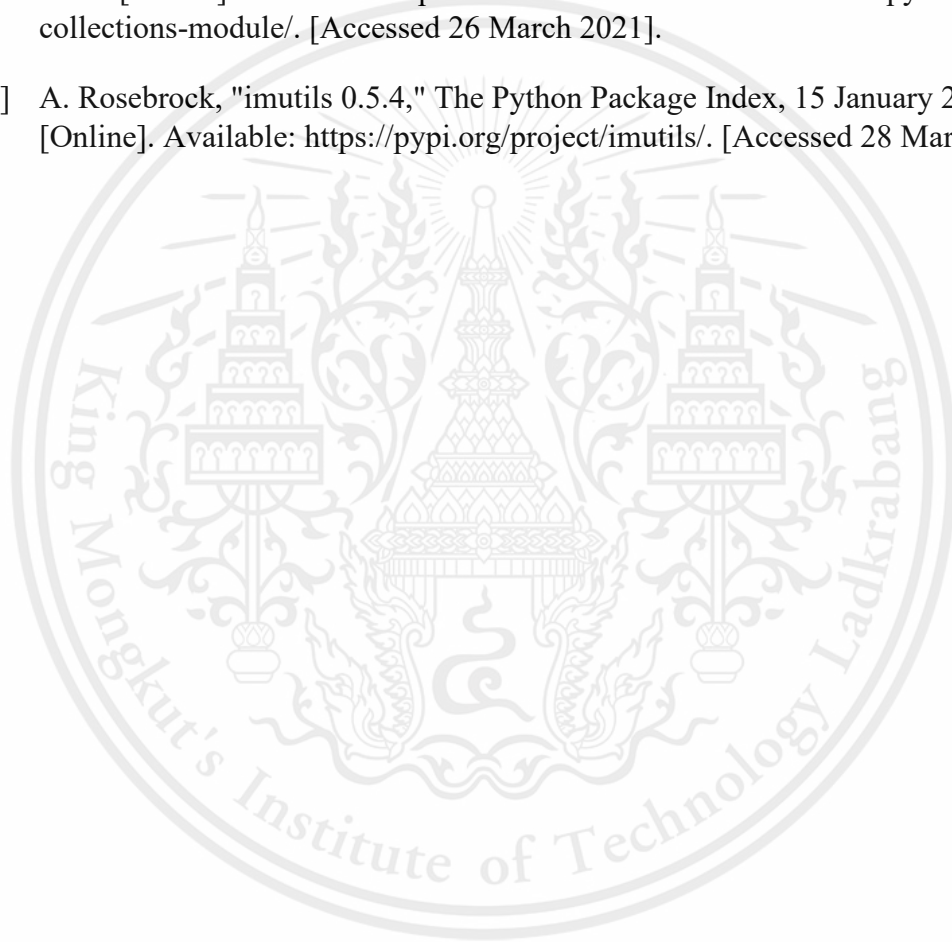 collections-module/. [Accessed 26 March 2021].
] A. Rosebrock, "imutils 0.5.4," The Python Package Index, 15 January 2
[Online]. Available: https://pypi.org/project/imutils/. [Accessed 28 Mar
King Mongkut's Institute of Technology Ladkrabang